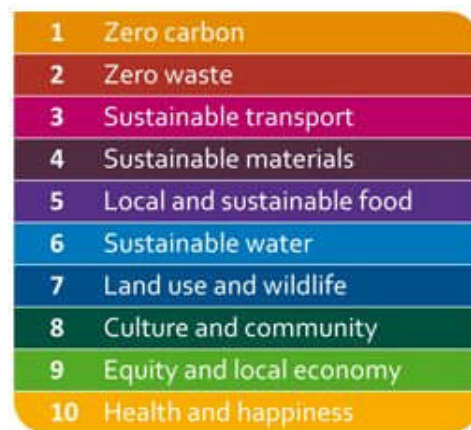 1 Zero carbon
2 Zero waste
3 Sustainable transport
4 Sustainable materials
5 Local and sustainable food
6 Sustainable water
7 Land use and wildlife
8 Culture and community
9 Equity and local economy
10 Health and happiness